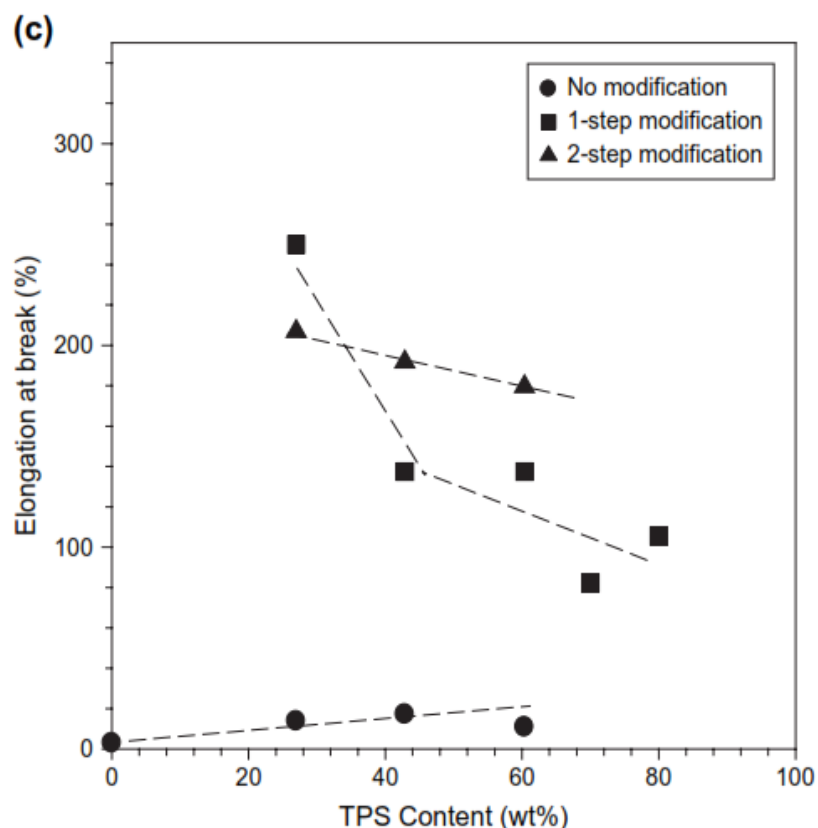 (c)
No modification
1-step modification
2-step modification
300
200
100
0
Elongation at break (%)
0 20 40 60 80 100
TPS Content (wt%)